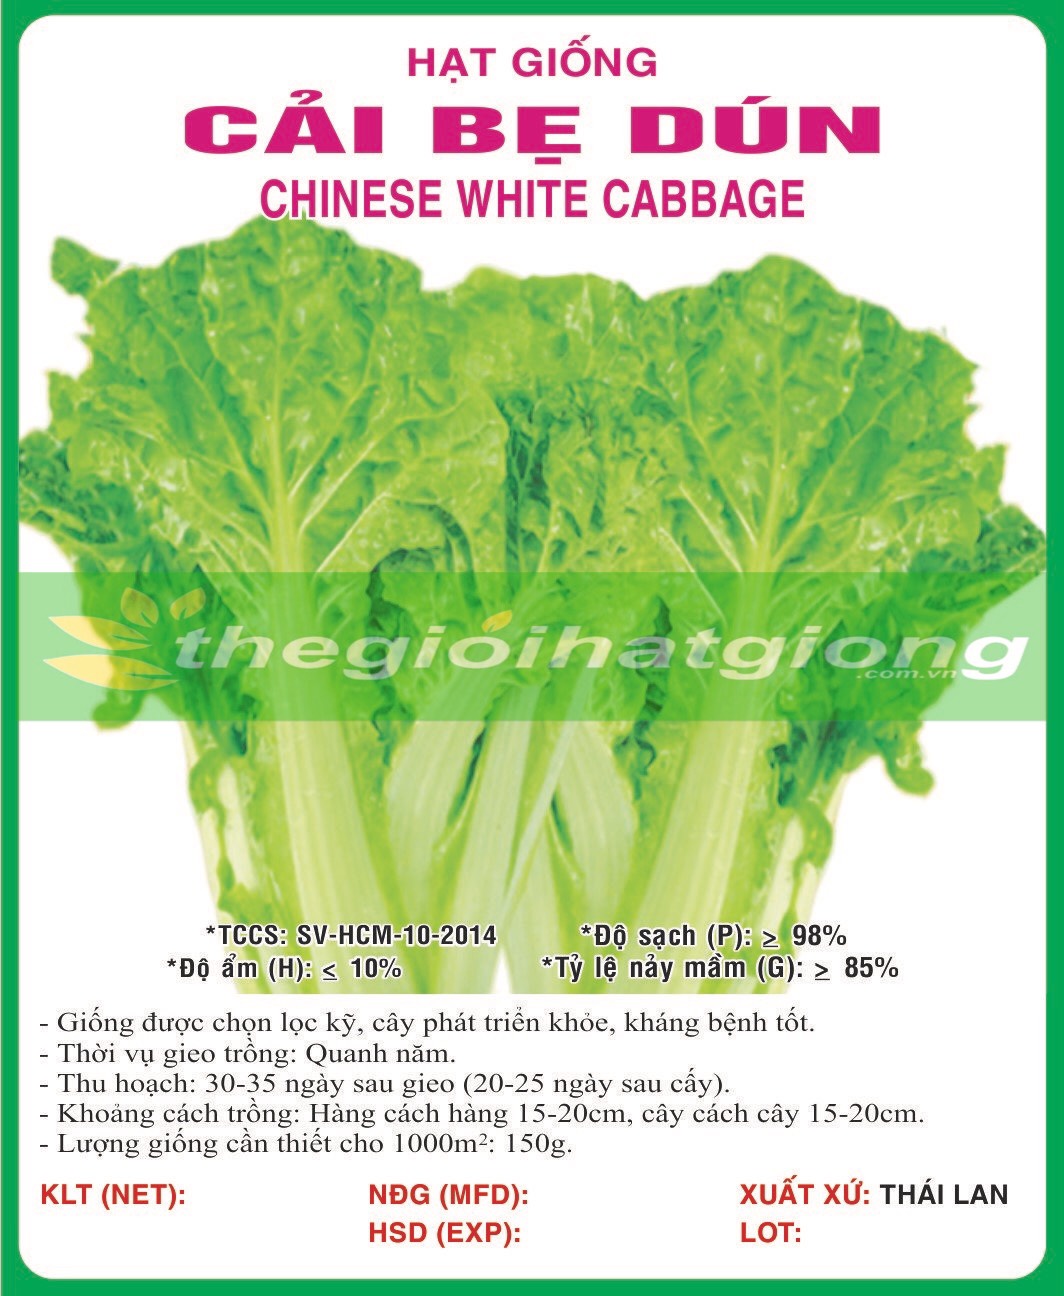 HẠT GIỐNG
CẢI BẸ DÚN
CHINESE WHITE CABBAGE
thegioihatgiong
.com.vn
*TCCS: SV-HCM-10-2014 *Độ sạch (P): ≥ 98%
*Độ ẩm (H): ≤ 10% *Tỷ lệ nảy mầm (G): ≥ 85%
- Giống được chọn lọc kỹ, cây phát triển khỏe, kháng bệnh tốt.
- Thời vụ gieo trồng: Quanh năm.
- Thu hoạch: 30-35 ngày sau gieo (20-25 ngày sau cấy).
- Khoảng cách trồng: Hàng cách hàng 15-20cm, cây cách cây 15-20cm.
- Lượng giống cần thiết cho 1000m²: 150g.
KLT (NET): NĐG (MFD): XUẤT XỨ: THÁI LAN
HSD (EXP): LOT: